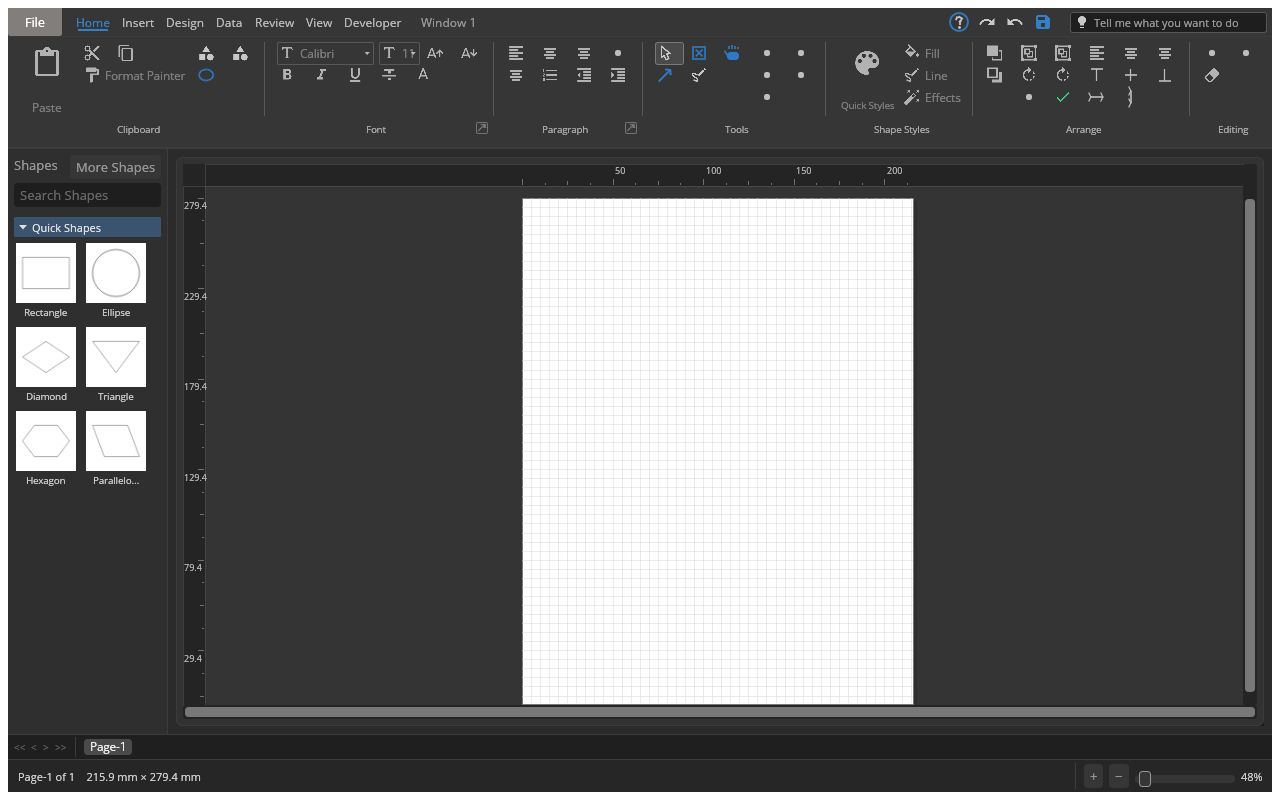 File Home Insert Design Data Review View Developer Window 1
Tell me what you want to do
Calibri
Format Painter
Paste
Fill
Line
Quick Styles
Effects
Clipboard Font Paragraph Tools Shape Styles Arrange Editing
Shapes More Shapes
Search Shapes
Quick Shapes
Rectangle Ellipse
Diamond Triangle
Hexagon Parallelo...
50 100 150 200
279.4
229.4
179.4
129.4
79.4
29.4
<< < > >> Page-1
Page-1 of 1 215.9 mm × 279.4 mm
48%